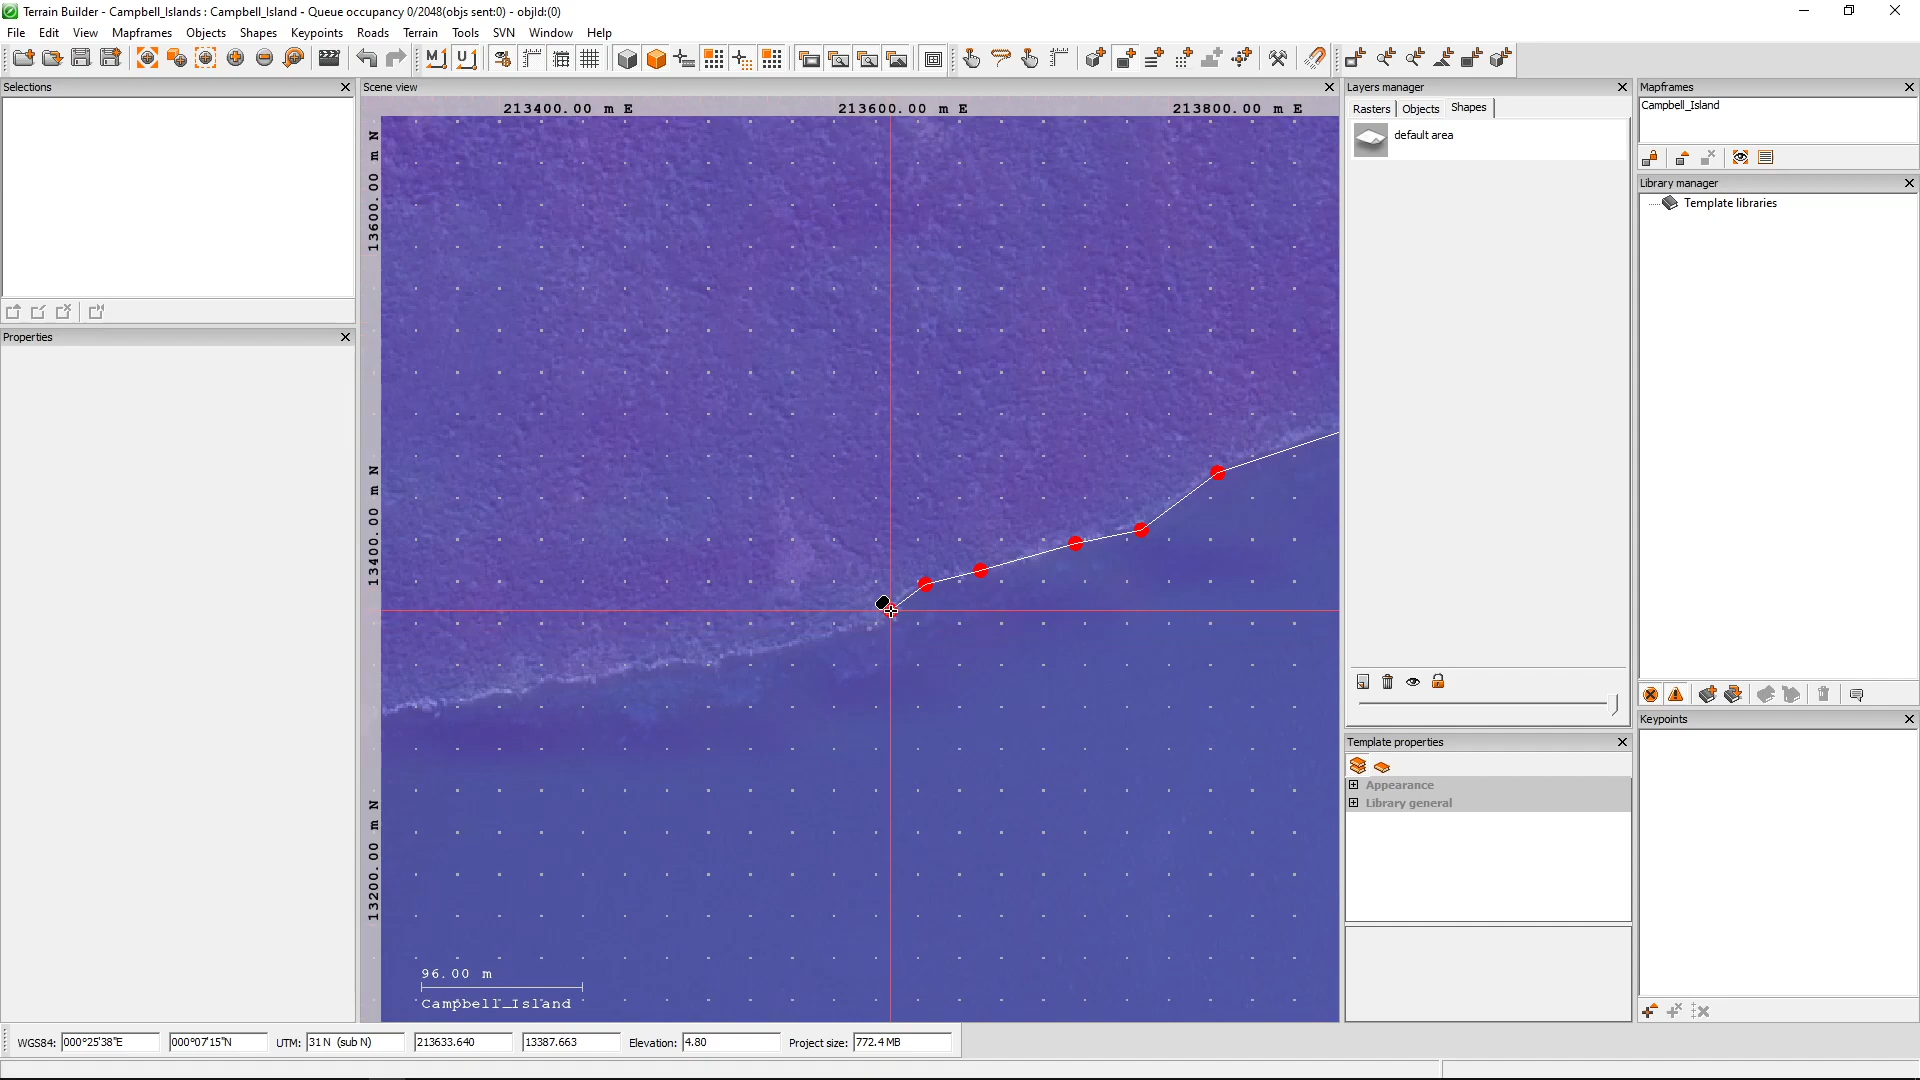 Terrain Builder - Campbell_Islands : Campbell_Island - Queue occupancy 0/2048(objs sent:0) - objId:(0)
File Edit View Mapframes Objects Shapes Keypoints Roads Terrain Tools SVN Window Help
Selections
Scene view
Layers manager
Mapframes
213400.00 m E
213600.00 m E
213800.00 m E
Rasters Objects Shapes
Campbell_Island
default area
13600.00 m N
Library manager
Template libraries
Properties
13400.00 m N
Keypoints
Template properties
Appearance
Library general
13200.00 m N
96.00 m
Campbell_Island
WGS84: 000°25'38"E 000°07'15"N UTM: 31 N (sub N) 213633.640 13387.663 Elevation: 4.80 Project size: 772.4 MB